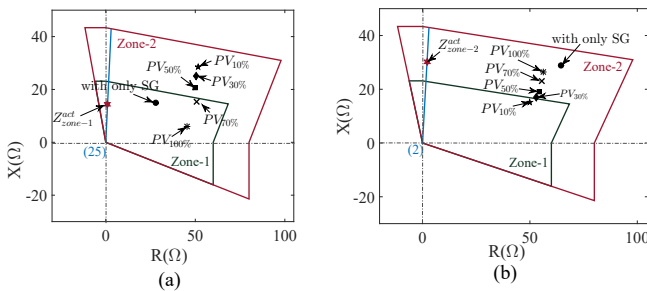 40
20
0
-20
0
50
100
X(Ω)
R(Ω)
Zone-2
PV10%
PV50%
PV30%
with only SG
Z^act_zone-1
PV70%
PV100%
(25)
Zone-1
(a)
40
20
0
-20
0
50
100
X(Ω)
R(Ω)
with only SG
Z^act_zone-2
PV100%
Zone-2
PV70%
PV50%
PV30%
PV10%
(2)
Zone-1
(b)